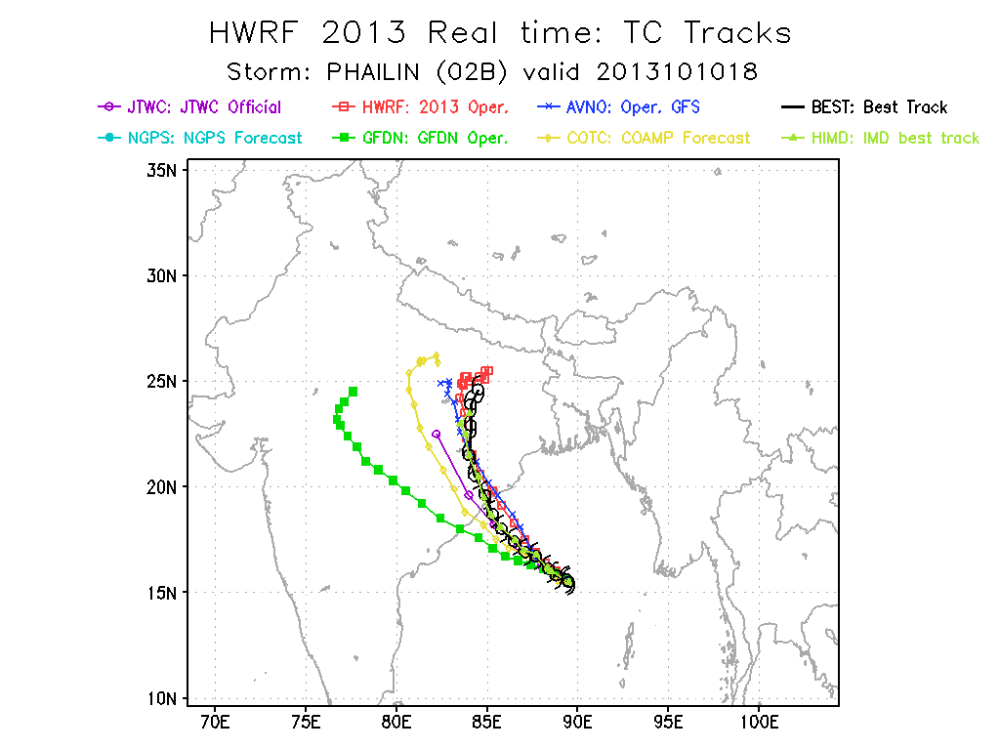 HWRF 2013 Real time: TC Tracks
Storm: PHAILIN (02B) valid 2013101018
JTWC: JTWC Official HWRF: 2013 Oper. AVNO: Oper. GFS BEST: Best Track
NGPS: NGPS Forecast GFDN: GFDN Oper. COTC: COAMP Forecast HIMD: IMD best track
35N
30N
25N
20N
15N
10N
70E 75E 80E 85E 90E 95E 100E